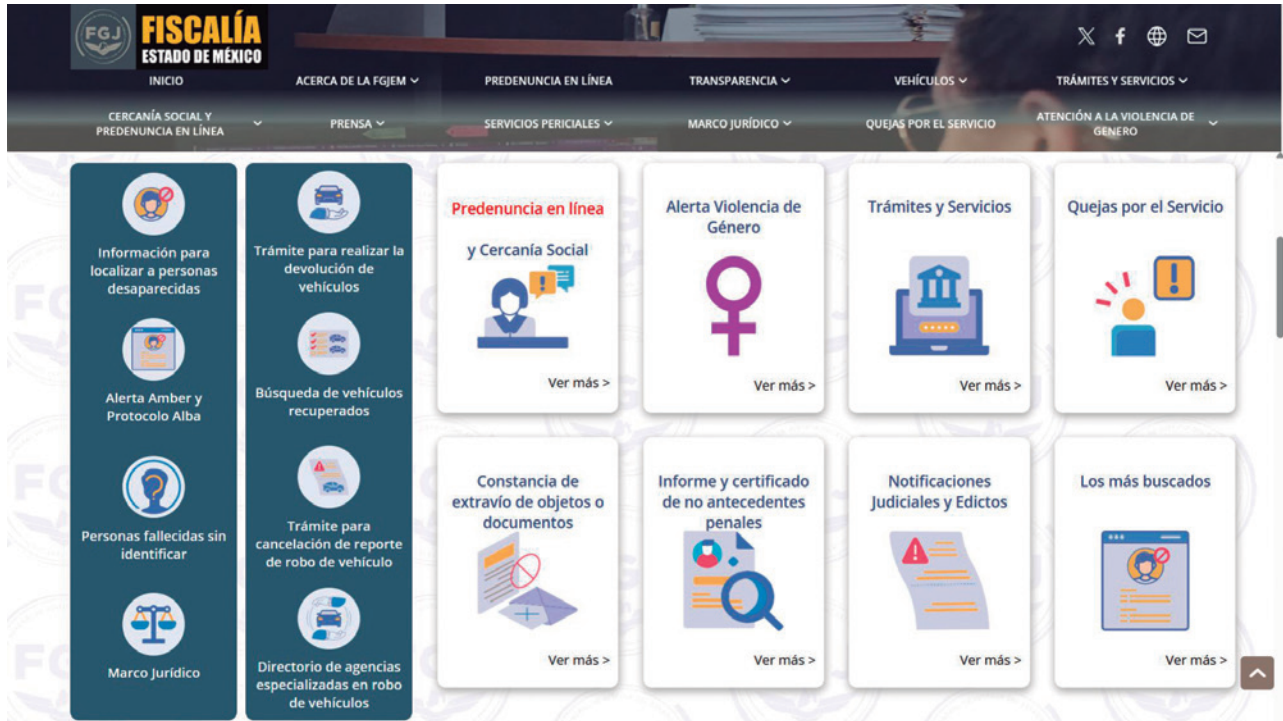 FGJ
FISCALÍA
ESTADO DE MÉXICO
INICIO
ACERCA DE LA FGJEM
PREDENUNCIA EN LÍNEA
TRANSPARENCIA
VEHÍCULOS
TRÁMITES Y SERVICIOS
CERCANÍA SOCIAL Y
PREDENUNCIA EN LÍNEA
PRENSA
SERVICIOS PERICIALES
MARCO JURÍDICO
QUEJAS POR EL SERVICIO
ATENCIÓN A LA VIOLENCIA DE
GENERO
Información para
localizar a personas
desaparecidas
Alerta Amber y
Protocolo Alba
Personas fallecidas sin
identificar
Marco Jurídico
Trámite para realizar la
devolución de
vehículos
Búsqueda de vehículos
recuperados
Trámite para
cancelación de reporte
de robo de vehículo
Directorio de agencias
especializadas en robo
de vehículos
Predenuncia en línea
y Cercanía Social
Ver más >
Alerta Violencia de
Género
Ver más >
Trámites y Servicios
Ver más >
Quejas por el Servicio
Ver más >
Constancia de
extravío de objetos o
documentos
Ver más >
Informe y certificado
de no antecedentes
penales
Ver más >
Notificaciones
Judiciales y Edictos
Ver más >
Los más buscados
Ver más >